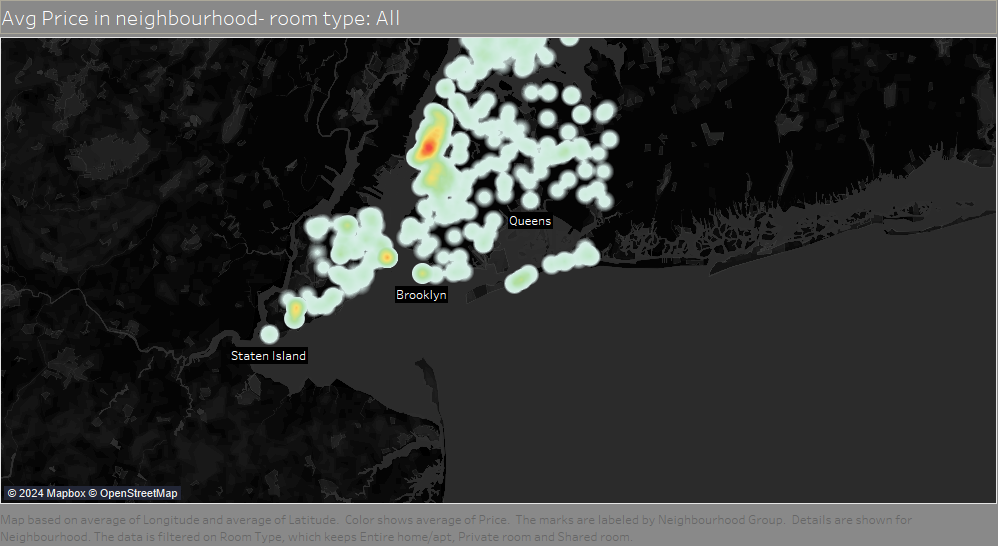 Avg Price in neighbourhood- room type: All
Queens
Brooklyn
Staten Island
© 2024 Mapbox © OpenStreetMap
Map based on average of Longitude and average of Latitude.  Color shows average of Price.  The marks are labeled by Neighbourhood Group.  Details are shown for
Neighbourhood. The data is filtered on Room Type, which keeps Entire home/apt, Private room and Shared room.